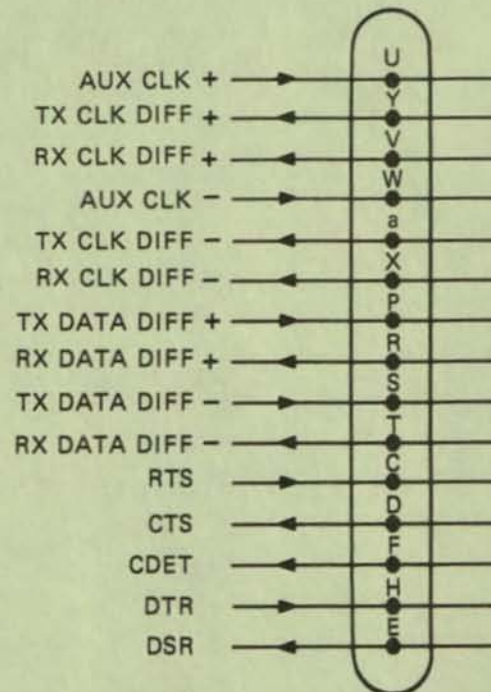 U
AUX CLK +
Y
TX CLK DIFF +
V
RX CLK DIFF +
W
AUX CLK −
a
TX CLK DIFF −
X
RX CLK DIFF −
P
TX DATA DIFF +
R
RX DATA DIFF +
S
TX DATA DIFF −
T
RX DATA DIFF −
C
RTS
D
CTS
F
CDET
H
DTR
E
DSR